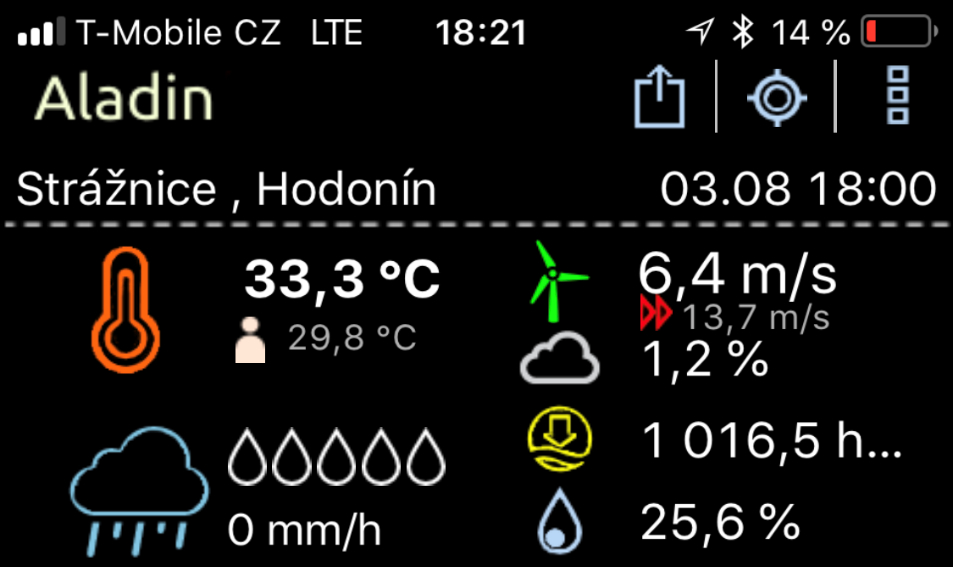 T-Mobile CZ LTE 18:21 14 %
Aladin
Strážnice , Hodonín 03.08 18:00
33,3 °C 6,4 m/s
29,8 °C 13,7 m/s
1,2 %
1 016,5 h...
0 mm/h 25,6 %